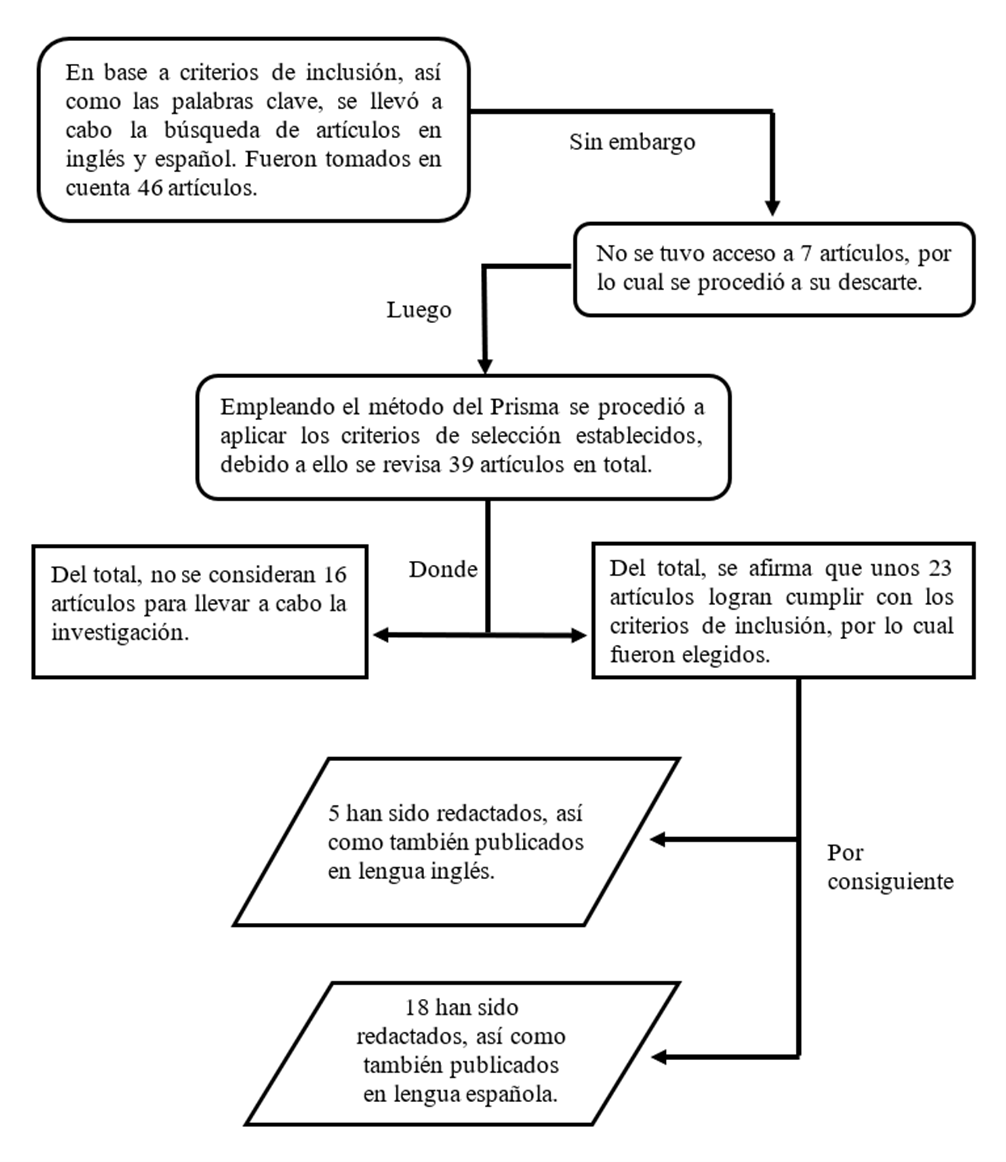 En base a criterios de inclusión, así
como las palabras clave, se llevó a
cabo la búsqueda de artículos en
inglés y español. Fueron tomados en
cuenta 46 artículos.
Sin embargo
No se tuvo acceso a 7 artículos, por
lo cual se procedió a su descarte.
Luego
Empleando el método del Prisma se procedió a
aplicar los criterios de selección establecidos,
debido a ello se revisa 39 artículos en total.
Donde
Del total, no se consideran 16
artículos para llevar a cabo la
investigación.
Del total, se afirma que unos 23
artículos logran cumplir con los
criterios de inclusión, por lo cual
fueron elegidos.
5 han sido redactados, así
como también publicados
en lengua inglés.
Por
consiguiente
18 han sido
redactados, así como
también publicados
en lengua española.